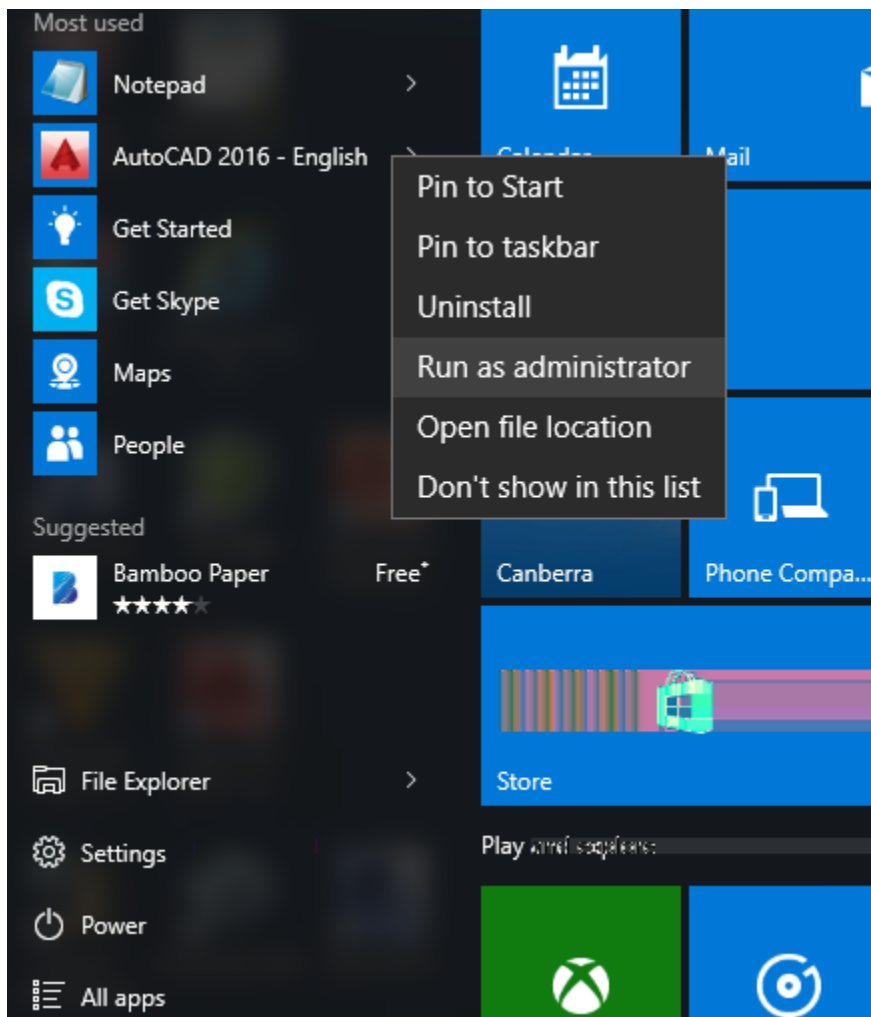 Most used
Notepad
AutoCAD 2016 - English
Get Started
Get Skype
Maps
People
Suggested
Bamboo Paper
Free*
File Explorer
Settings
Power
All apps
Pin to Start
Pin to taskbar
Uninstall
Run as administrator
Open file location
Don't show in this list
Calendar
Mail
Canberra
Phone Compa...
Store
Play